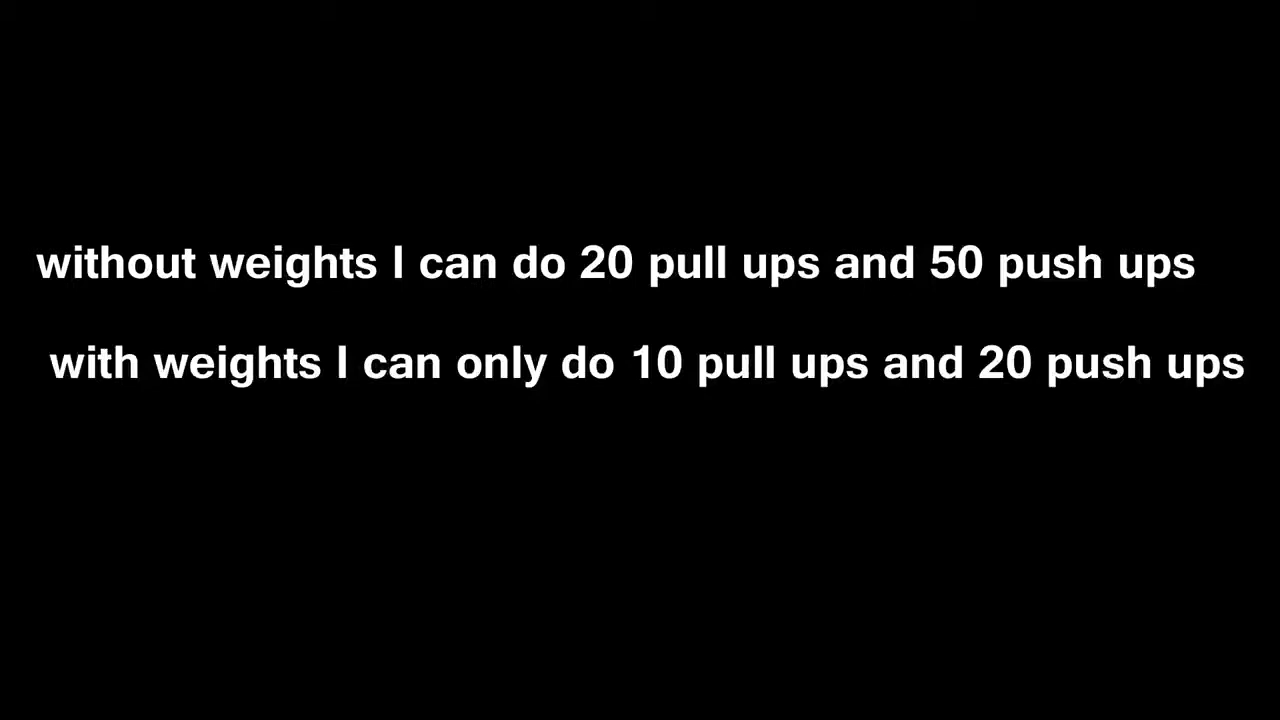 without weights I can do 20 pull ups and 50 push ups
with weights I can only do 10 pull ups and 20 push ups